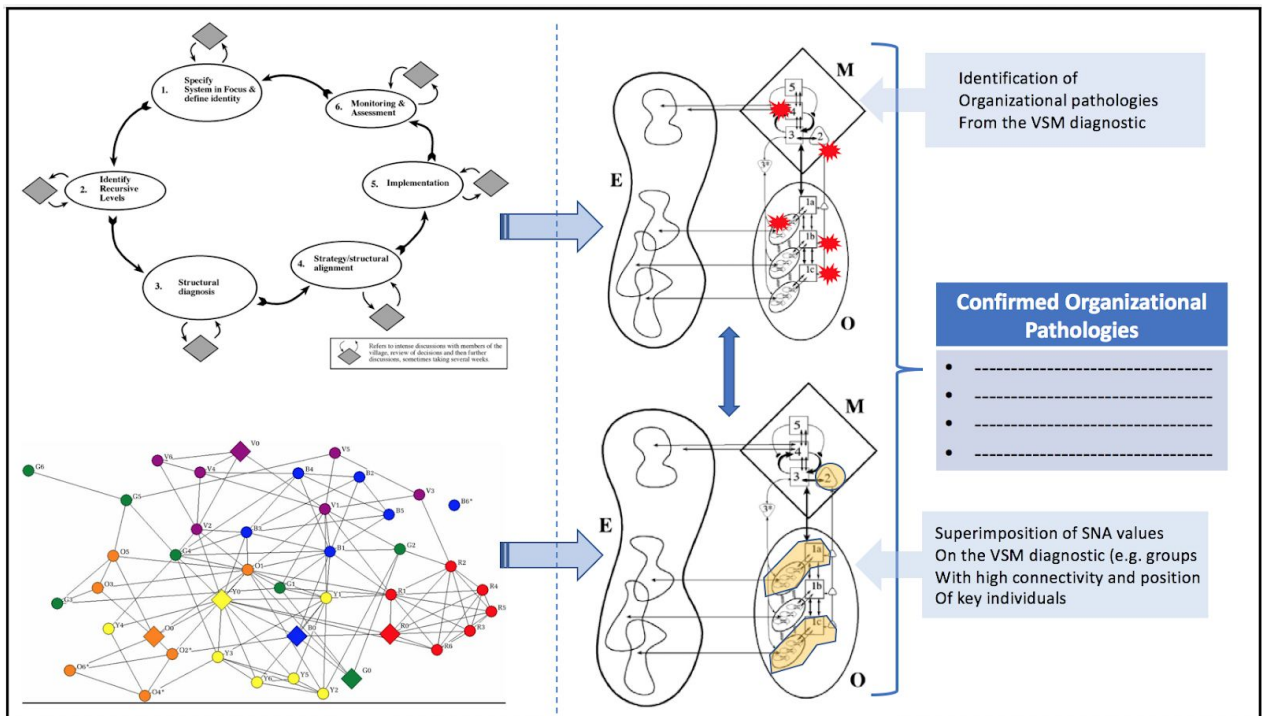 1. Specify
System in Focus &
define identity
6. Monitoring &
Assessment
2. Identify
Recursive
Levels
5. Implementation
4. Strategy/structural
alignment
3. Structural
diagnosis
Refers to intense discussions with members of the
village, review of decisions and then further
discussions, sometimes taking several weeks.
E
M
5
4
3
2
3*
1a
1b
1c
O
Identification of
Organizational pathologies
From the VSM diagnostic
Confirmed Organizational
Pathologies
• ---------------------------------
• ---------------------------------
• ---------------------------------
• ---------------------------------
G6
V6
V4
V0
V5
B4
B2
V3
B6*
G5
V2
B3
V1
B5
G4
B1
G2
O5
O1
R2
O3
G1
R4
G3
Y0
Y1
R1
R5
Y4
O0
B0
R0
R3
O2*
Y3
R6
O6*
Y6
Y5
G0
O4*
Y2
E
M
5
4
3
2
3*
1a
1b
1c
O
Superimposition of SNA values
On the VSM diagnostic (e.g. groups
With high connectivity and position
Of key individuals